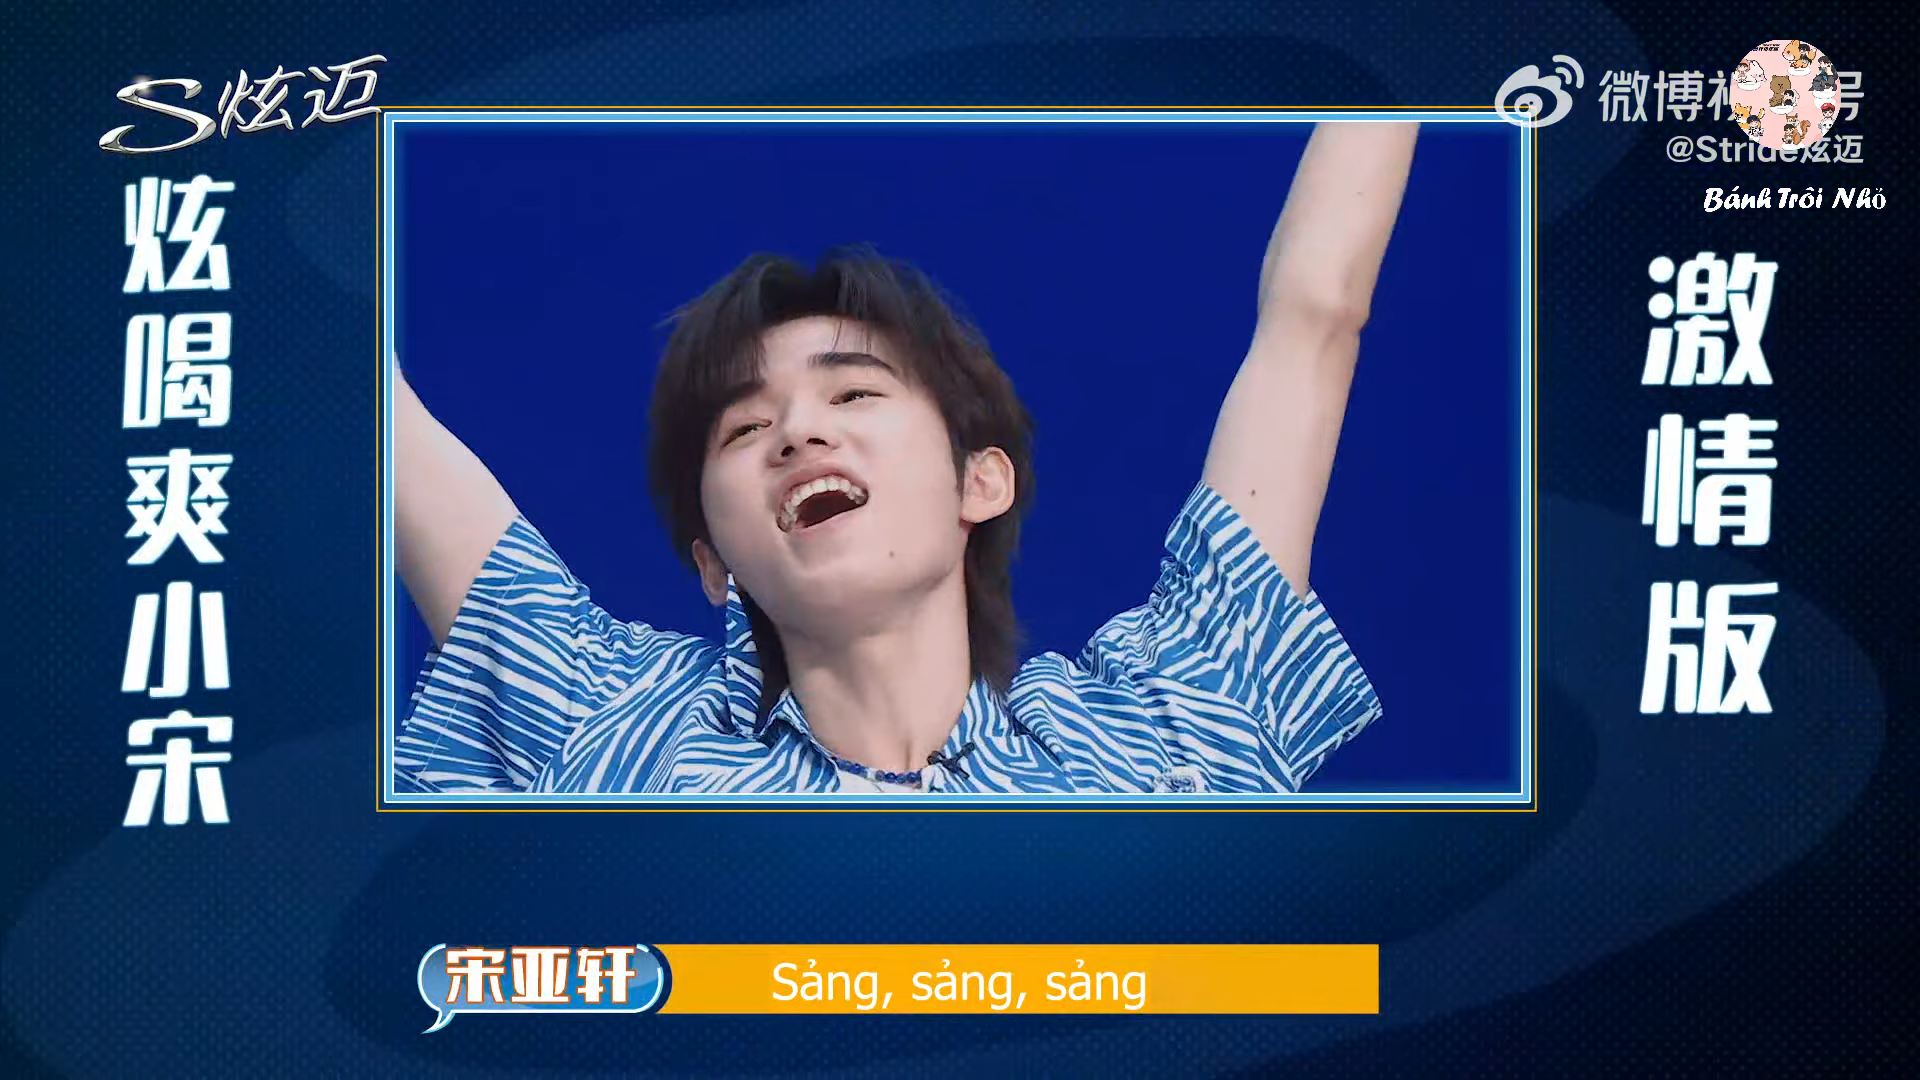 S炫迈
炫喝爽小宋
微博视 号
@Stride炫迈
Bánh Trôi Nhỏ
激情版
宋亚轩
Sảng, sảng, sảng